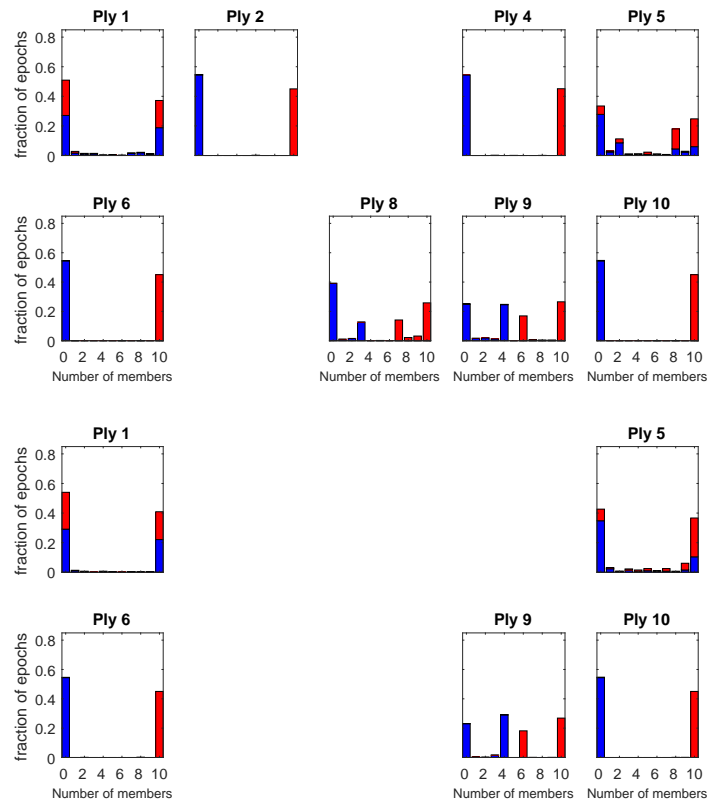 Ply 1 Ply 2 Ply 4 Ply 5
0.8
0.6
0.4
0.2
0
fraction of epochs
Ply 6 Ply 8 Ply 9 Ply 10
0.8
0.6
0.4
0.2
0
fraction of epochs
0 2 4 6 8 10 0 2 4 6 8 10 0 2 4 6 8 10 0 2 4 6 8 10
Number of members Number of members Number of members Number of members
Ply 1 Ply 5
0.8
0.6
0.4
0.2
0
fraction of epochs
Ply 6 Ply 9 Ply 10
0.8
0.6
0.4
0.2
0
fraction of epochs
0 2 4 6 8 10 0 2 4 6 8 10 0 2 4 6 8 10
Number of members Number of members Number of members